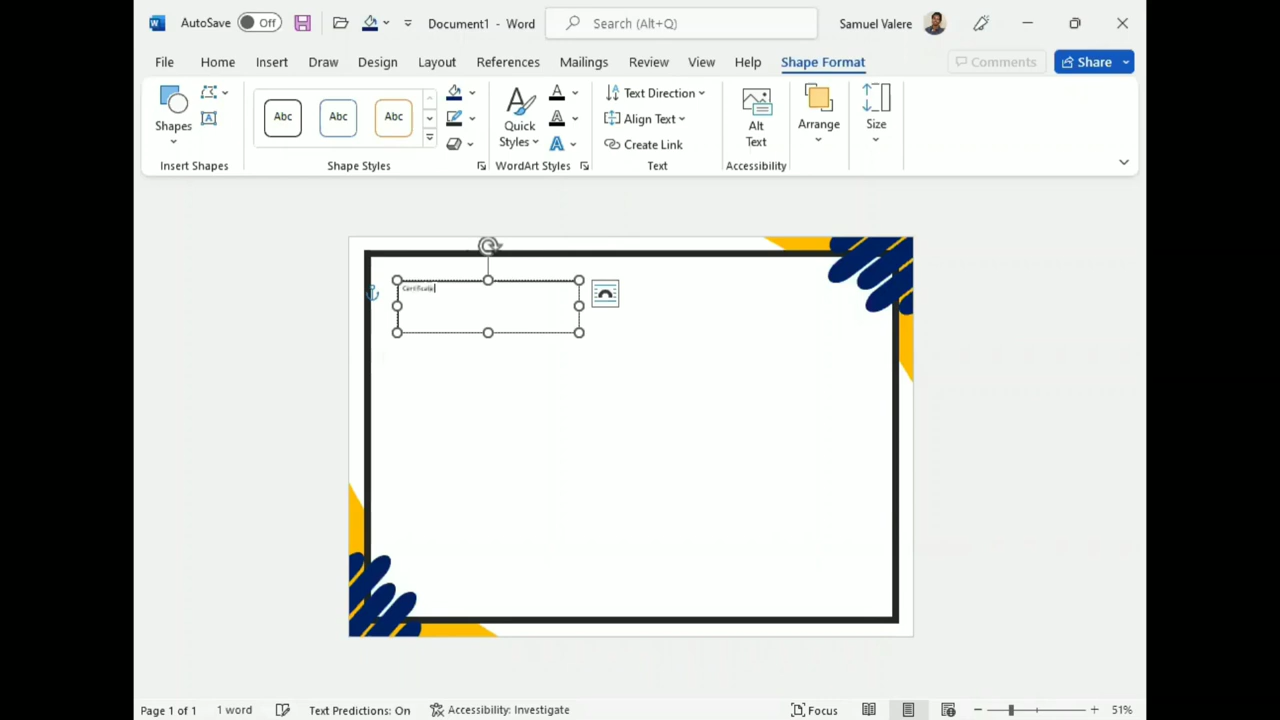 AutoSave Off Document1 - Word Search (Alt+Q) Samuel Valere
File Home Insert Draw Design Layout References Mailings Review View Help Shape Format Comments Share
Shapes
Insert Shapes
Abc Abc Abc
Shape Styles
Quick Styles
WordArt Styles
Text Direction
Align Text
Create Link
Text
Alt Text
Accessibility
Arrange
Size
Certificate
Page 1 of 1 1 word Text Predictions: On Accessibility: Investigate Focus 51%